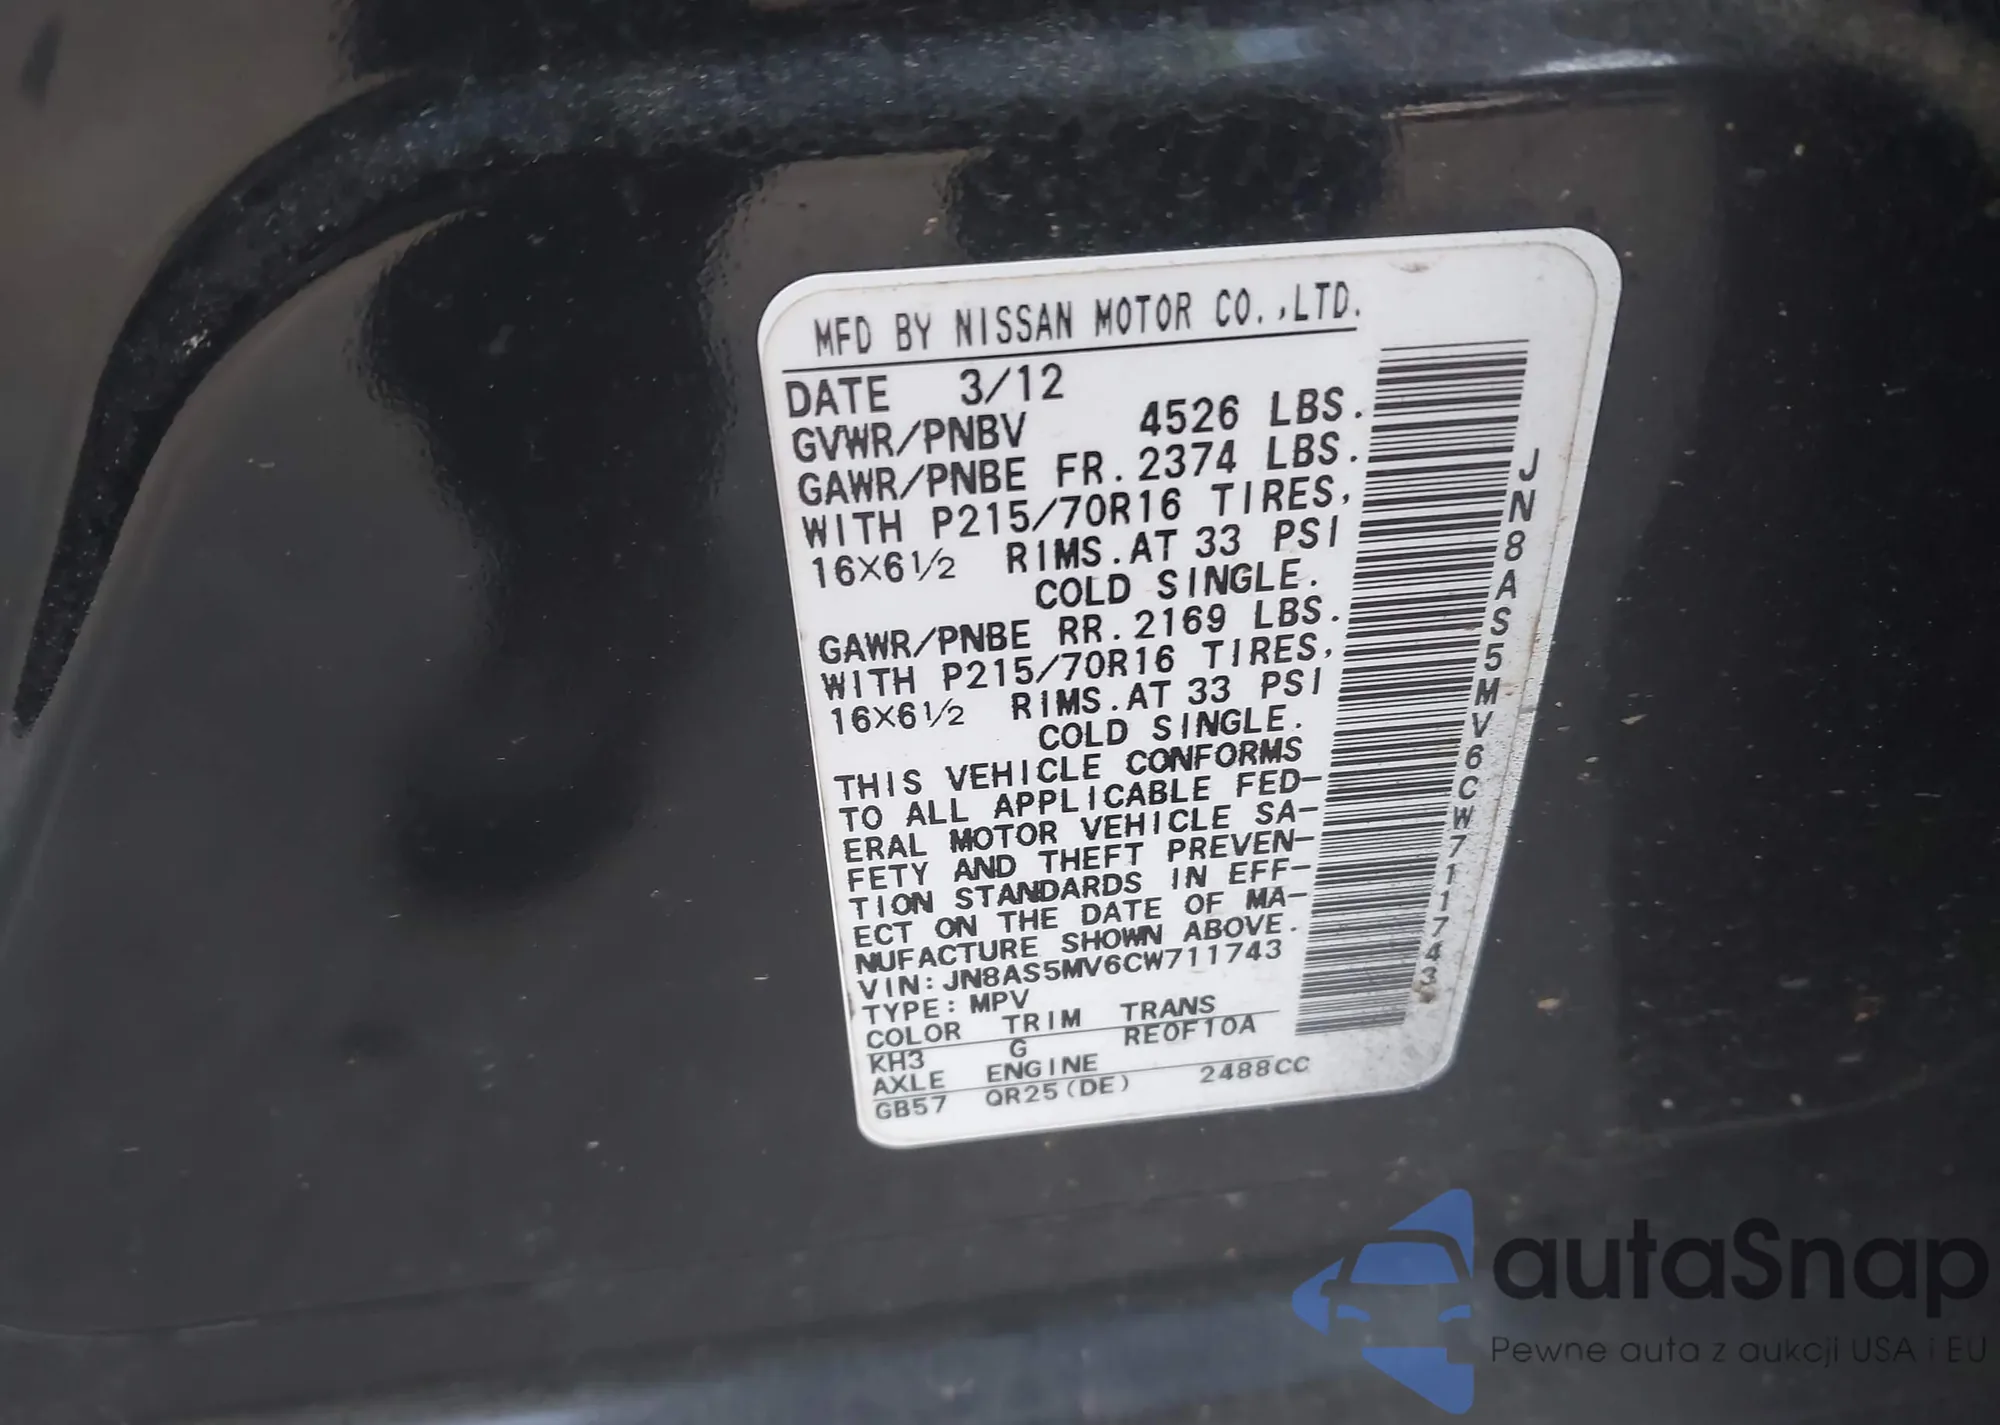 MFD BY NISSAN MOTOR CO.,LTD.
DATE 3/12
GVWR/PNBV 4526 LBS.
GAWR/PNBE FR.2374 LBS.
WITH P215/70R16 TIRES,
16X6½ RIMS.AT 33 PSI
COLD SINGLE.
GAWR/PNBE RR.2169 LBS.
WITH P215/70R16 TIRES,
16X6½ RIMS.AT 33 PSI
COLD SINGLE.
THIS VEHICLE CONFORMS
TO ALL APPLICABLE FED-
ERAL MOTOR VEHICLE SA-
FETY AND THEFT PREVEN-
TION STANDARDS IN EFF-
ECT ON THE DATE OF MA-
NUFACTURE SHOWN ABOVE.
VIN:JN8AS5MV6CW711743
TYPE:MPV
COLOR TRIM TRANS
KH3 G RE0F10A
AXLE ENGINE
GB57 QR25(DE) 2488CC
JN8AS5MV6CW711743
autaSnap
Pewne auta z aukcji USA i EU